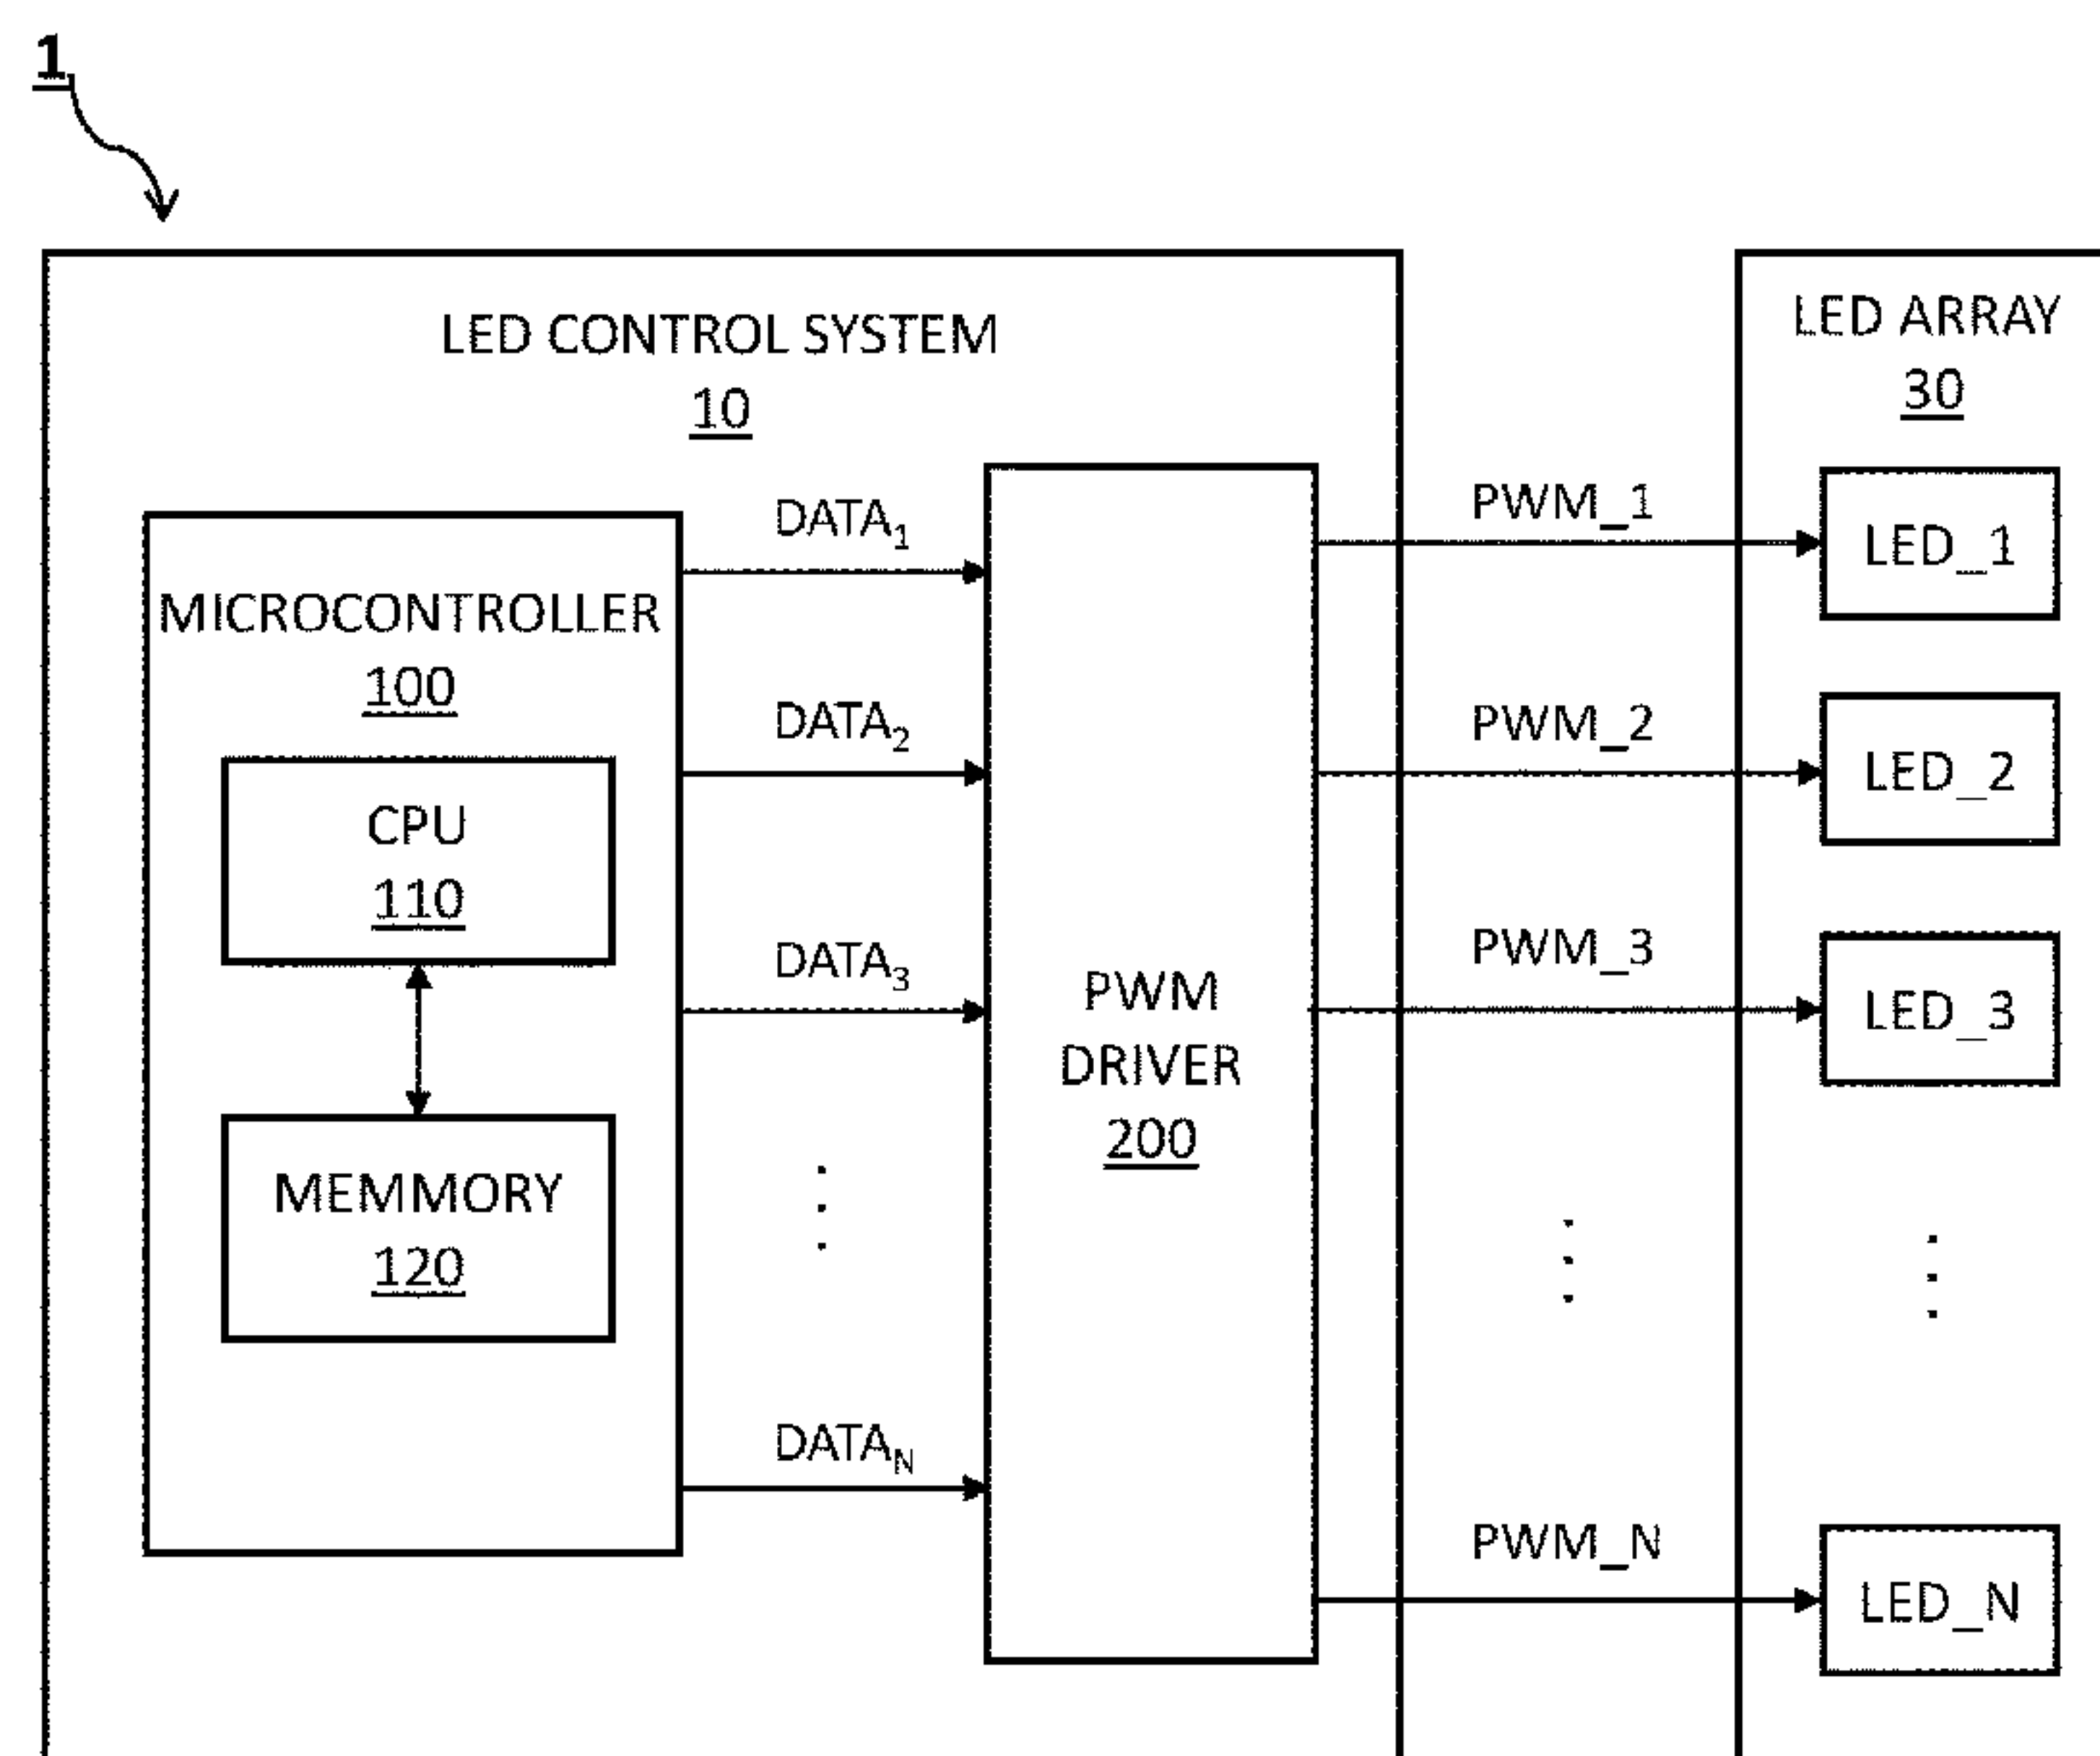 1
LED CONTROL SYSTEM
10
MICROCONTROLLER
100
CPU
110
MEMMORY
120
DATA₁
DATA₂
DATA₃
DATA_N
PWM
DRIVER
200
PWM_1
PWM_2
PWM_3
PWM_N
LED ARRAY
30
LED_1
LED_2
LED_3
LED_N